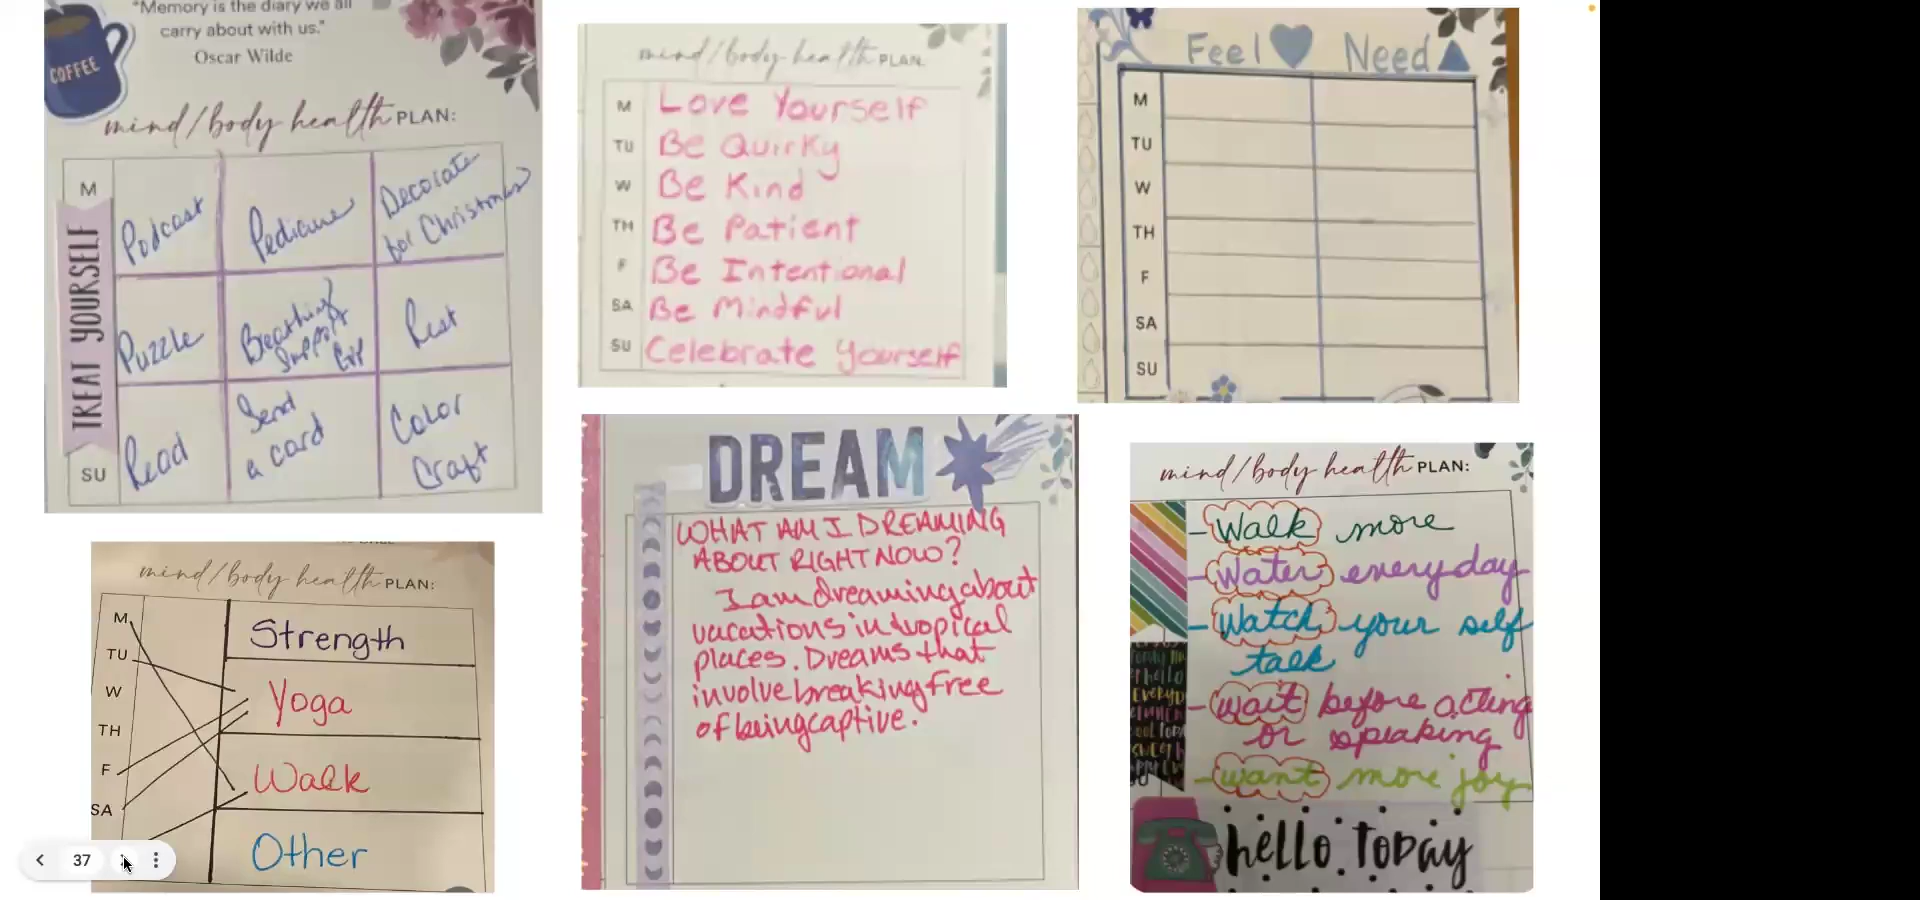 "Memory is the diary we all
carry about with us."
Oscar Wilde
COFFEE
mind/body health PLAN:
M
TREAT YOURSELF
SU
Podcast
Pedicure
Decorate
for Christmas
Puzzle
Breathing
Support
Rest
Read
Send
a card
Color
Craft
mind/body health PLAN:
M Love Yourself
TU Be Quirky
W Be Kind
TH Be Patient
F Be Intentional
SA Be Mindful
SU Celebrate Yourself
Feel Need
M
TU
W
TH
F
SA
SU
mind/body health PLAN:
M
TU
W
TH
F
SA
Strength
Yoga
Walk
Other
DREAM
WHAT AM I DREAMING
ABOUT RIGHT NOW?
I am dreaming about
vacations in tropical
places. Dreams that
involve breaking free
of being captive.
mind/body health PLAN:
- Walk more
- Water every day
- Watch your self
talk
- wait before acting
or speaking
- want more joy
hello
hello TODAY
37